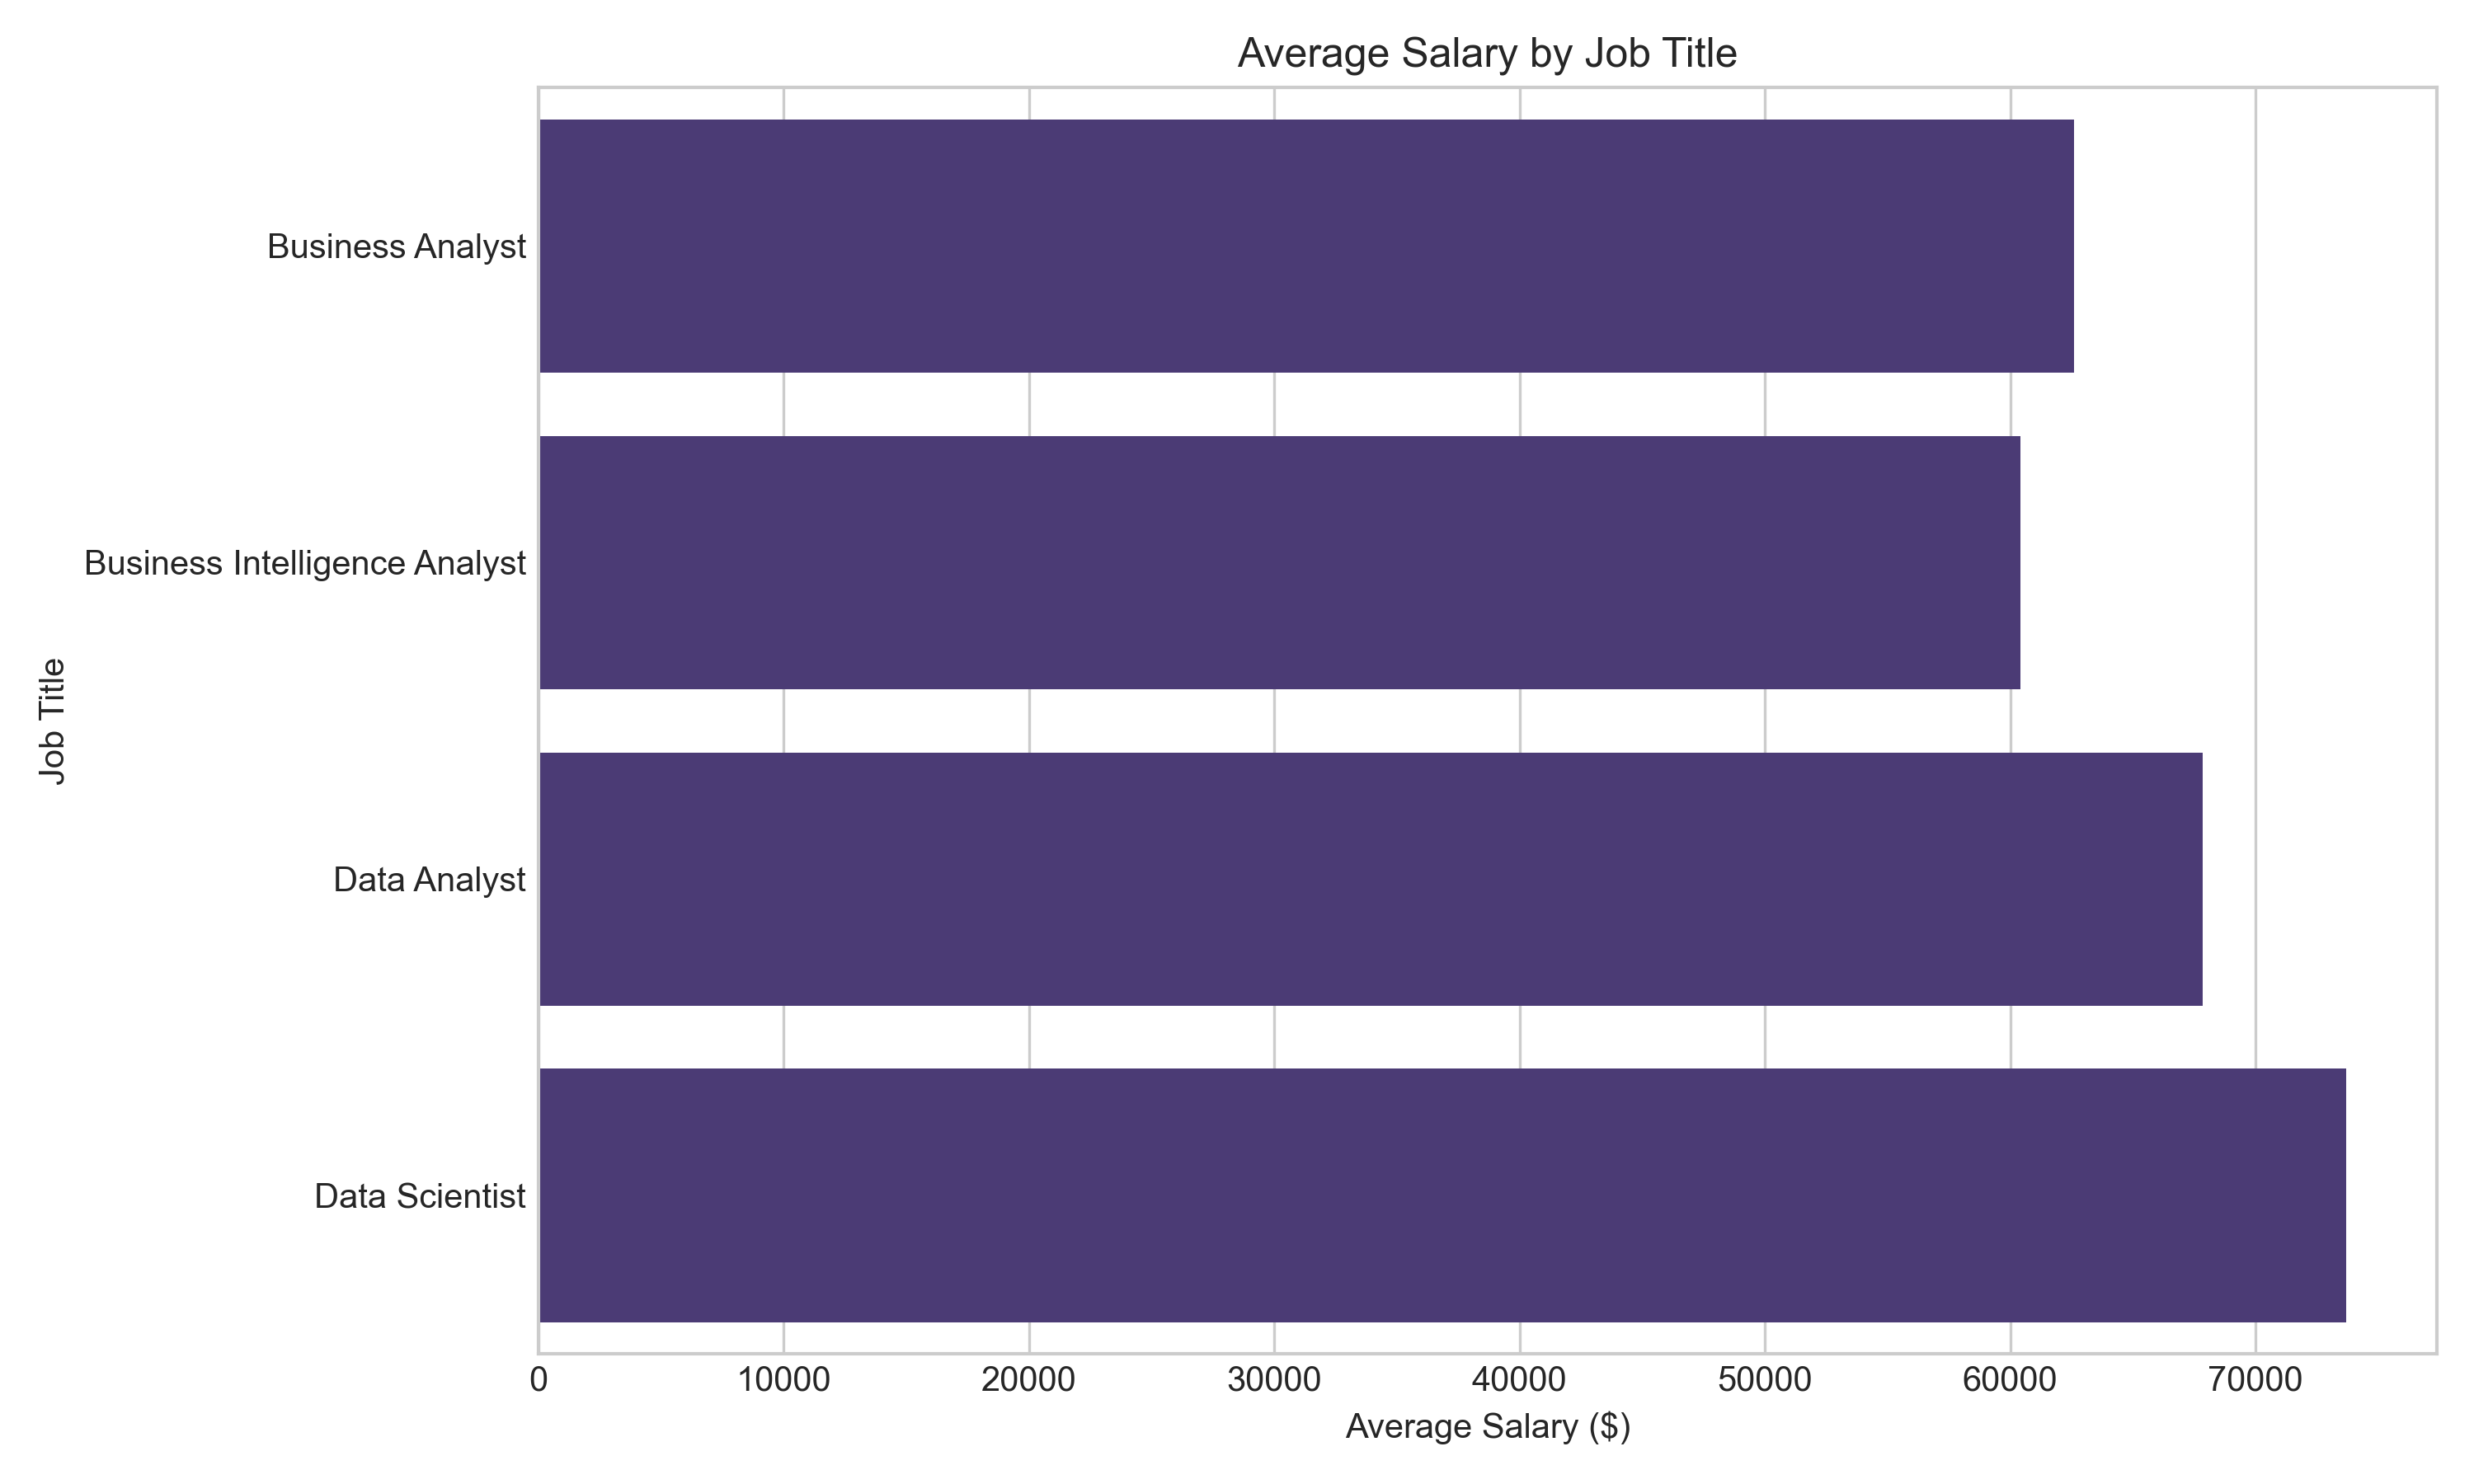 Average Salary by Job Title
Business Analyst
Business Intelligence Analyst
Data Analyst
Data Scientist
Job Title
0 10000 20000 30000 40000 50000 60000 70000
Average Salary ($)